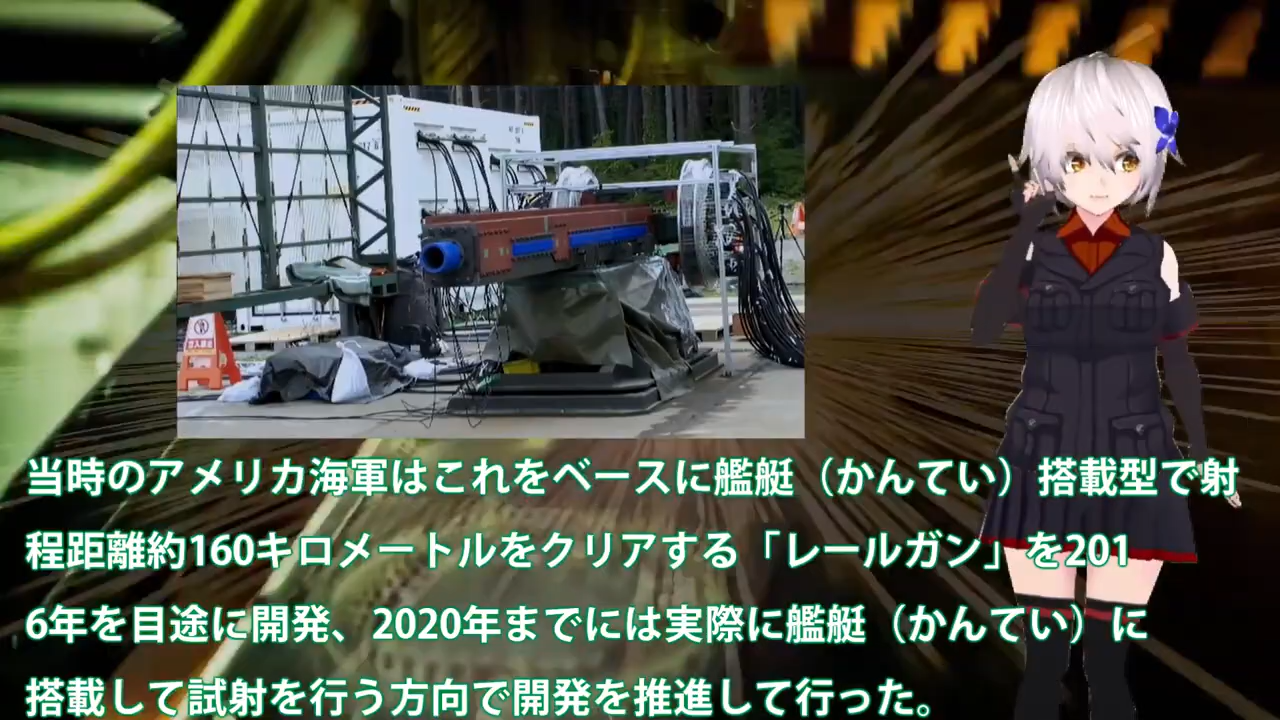 立入禁止
当時のアメリカ海軍はこれをベースに艦艇（かんてい）搭載型で射
程距離約160キロメートルをクリアする「レールガン」を201
6年を目途に開発、2020年までには実際に艦艇（かんてい）に
搭載して試射を行う方向で開発を推進して行った。